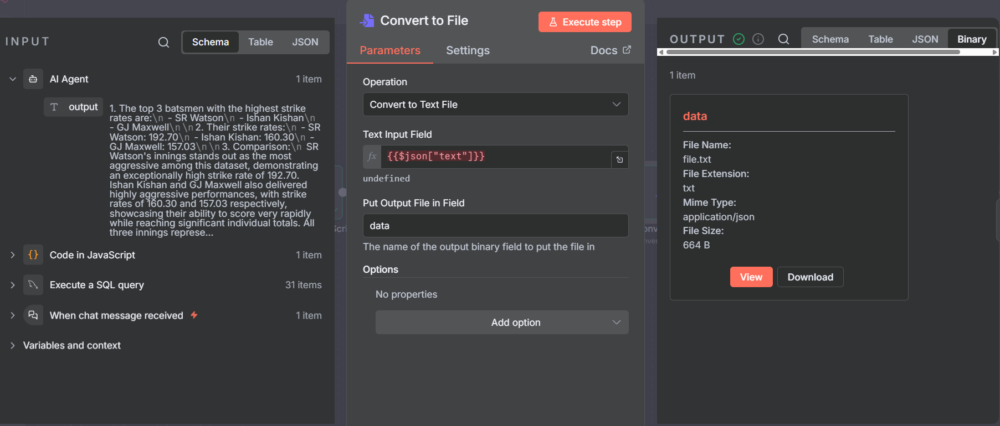 INPUT
Schema
Table
JSON
AI Agent
1 item
T output
1. The top 3 batsmen with the highest strike
rates are:\n - SR Watson\n - Ishan Kishan\n
- GJ Maxwell\n\n2. Their strike rates:\n - SR
Watson: 192.70\n - Ishan Kishan: 160.30\n -
GJ Maxwell: 157.03\n\n3. Comparison:\n SR
Watson's innings stands out as the most
aggressive among this dataset, demonstrating
an exceptionally high strike rate of 192.70.
Ishan Kishan and GJ Maxwell also delivered
highly aggressive performances, with strike
rates of 160.30 and 157.03 respectively,
showcasing their ability to score very rapidly
while reaching significant individual totals. All
three innings represe...
{} Code in JavaScript
1 item
Execute a SQL query
31 items
When chat message received
1 item
Variables and context
Convert to File
Execute step
Parameters
Settings
Docs
Operation
Convert to Text File
Text Input Field
fx {{$json["text"]}}
undefined
Put Output File in Field
data
The name of the output binary field to put the file in
Options
No properties
Add option
OUTPUT
Schema
Table
JSON
Binary
1 item
data
File Name:
file.txt
File Extension:
txt
Mime Type:
application/json
File Size:
664 B
View
Download